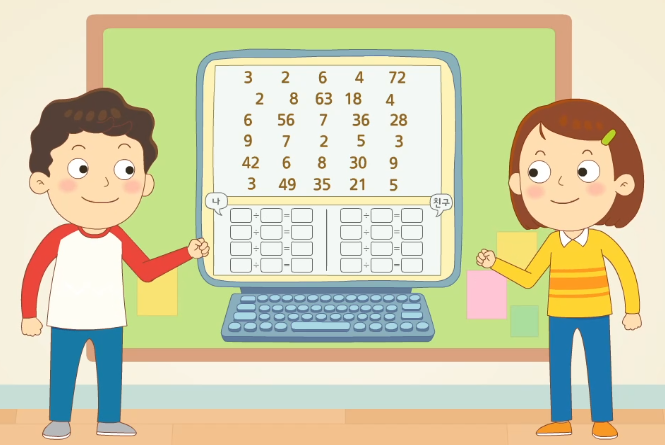 3 2 6 4 72
2 8 63 18 4
6 56 7 36 28
9 7 2 5 3
42 6 8 30 9
3 49 35 21 5
나 친구
÷ = ÷ =
÷ = ÷ =
÷ = ÷ =
÷ = ÷ =